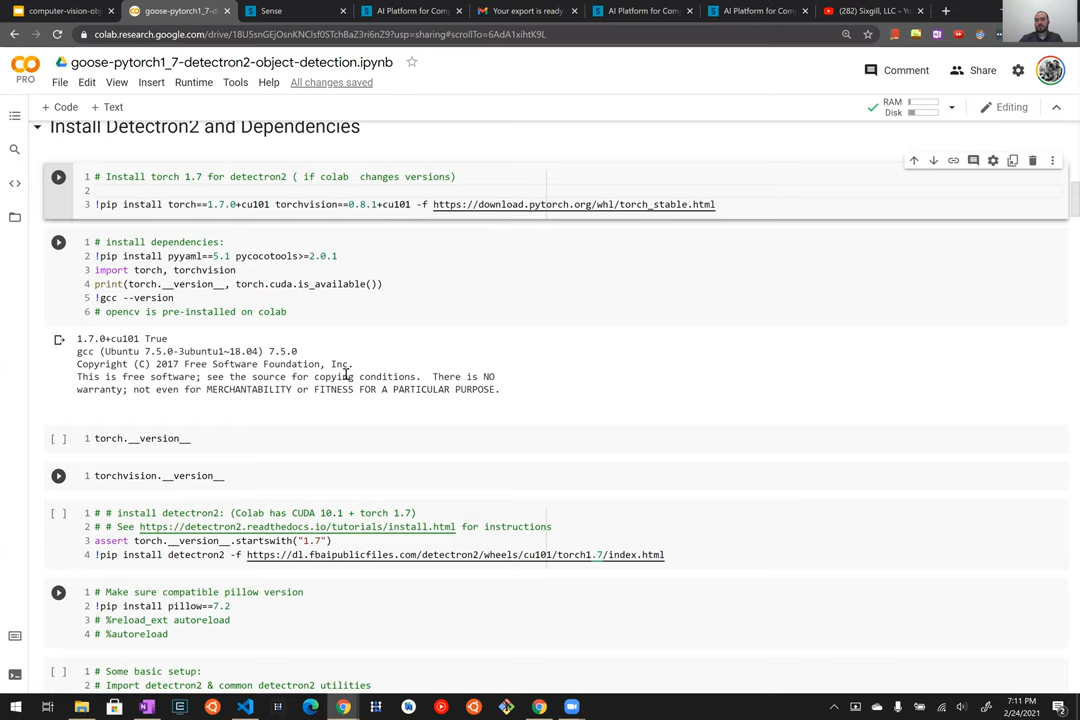 computer-vision-ob
goose-pytorch1_7-d
Sense
AI Platform for Comp
Your export is ready
AI Platform for Comp
AI Platform for Comp
(282) Sixgill, LLC - Yo
colab.research.google.com/drive/18U5snGEjOsnKNCIsf0STchBaZ3ri6nZ9?usp=sharing#scrollTo=6AdA1xihtK9L
CO
PRO
goose-pytorch1_7-detectron2-object-detection.ipynb
File Edit View Insert Runtime Tools Help All changes saved
Comment Share
+ Code + Text
RAM
Disk
Editing
Install Detectron2 and Dependencies
1 # Install torch 1.7 for detectron2 ( if colab changes versions)
2
3 !pip install torch==1.7.0+cu101 torchvision==0.8.1+cu101 -f https://download.pytorch.org/whl/torch_stable.html
1 # install dependencies:
2 !pip install pyyaml==5.1 pycocotools>=2.0.1
3 import torch, torchvision
4 print(torch.__version__, torch.cuda.is_available())
5 !gcc --version
6 # opencv is pre-installed on colab
1.7.0+cu101 True
gcc (Ubuntu 7.5.0-3ubuntu1~18.04) 7.5.0
Copyright (C) 2017 Free Software Foundation, Inc.
This is free software; see the source for copying conditions. There is NO
warranty; not even for MERCHANTABILITY or FITNESS FOR A PARTICULAR PURPOSE.
[ ] 1 torch.__version__
1 torchvision.__version__
[ ] 1 # # install detectron2: (Colab has CUDA 10.1 + torch 1.7)
2 # # See https://detectron2.readthedocs.io/tutorials/install.html for instructions
3 assert torch.__version__.startswith("1.7")
4 !pip install detectron2 -f https://dl.fbaipublicfiles.com/detectron2/wheels/cu101/torch1.7/index.html
1 # Make sure compatible pillow version
2 !pip install pillow==7.2
3 # %reload_ext autoreload
4 # %autoreload
[ ] 1 # Some basic setup:
2 # Import detectron2 & common detectron2 utilities
7:11 PM
2/24/2021